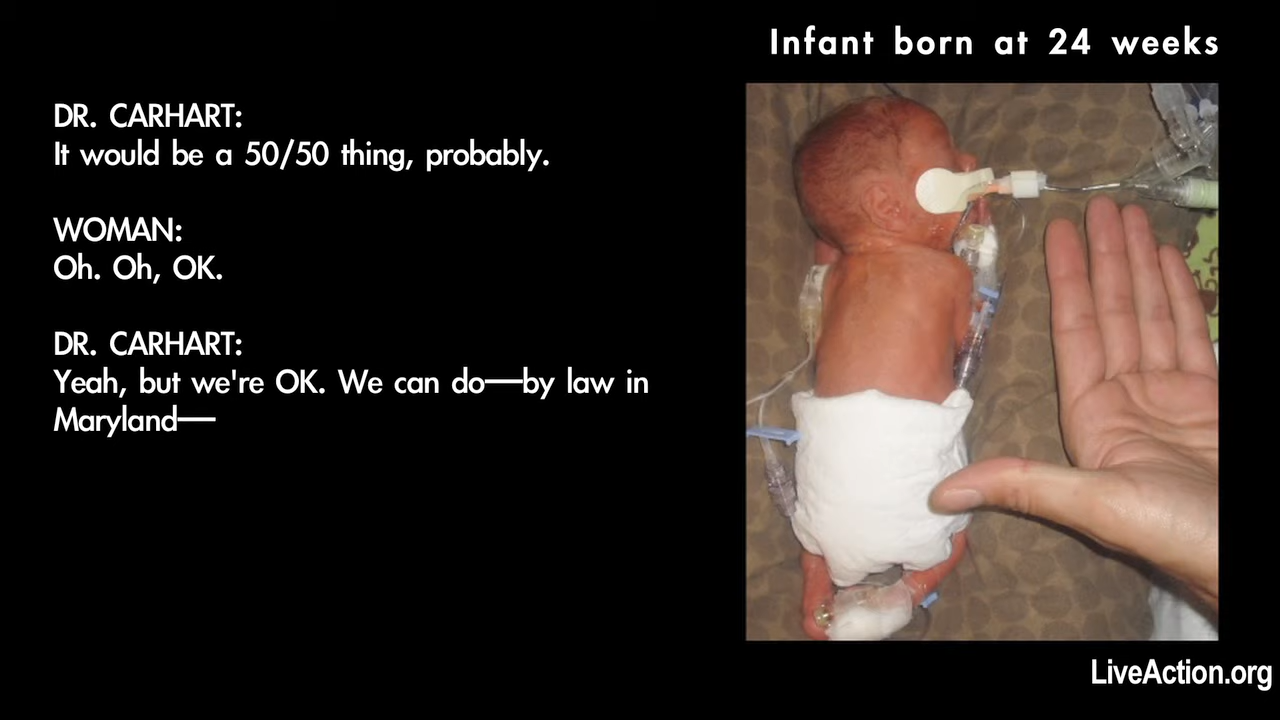 Infant born at 24 weeks
DR. CARHART:
It would be a 50/50 thing, probably.
WOMAN:
Oh. Oh, OK.
DR. CARHART:
Yeah, but we're OK. We can do—by law in
Maryland—
LiveAction.org